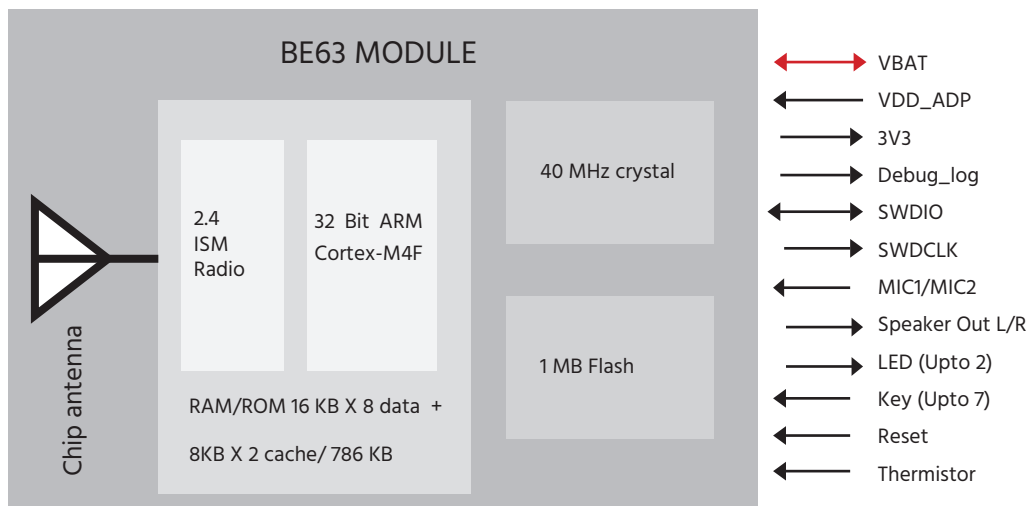 BE63 MODULE
Chip antenna
2.4
ISM
Radio
32 Bit ARM
Cortex-M4F
RAM/ROM 16 KB X 8 data +
8KB X 2 cache/ 786 KB
40 MHz crystal
1 MB Flash
VBAT
VDD_ADP
3V3
Debug_log
SWDIO
SWDCLK
MIC1/MIC2
Speaker Out L/R
LED (Upto 2)
Key (Upto 7)
Reset
Thermistor